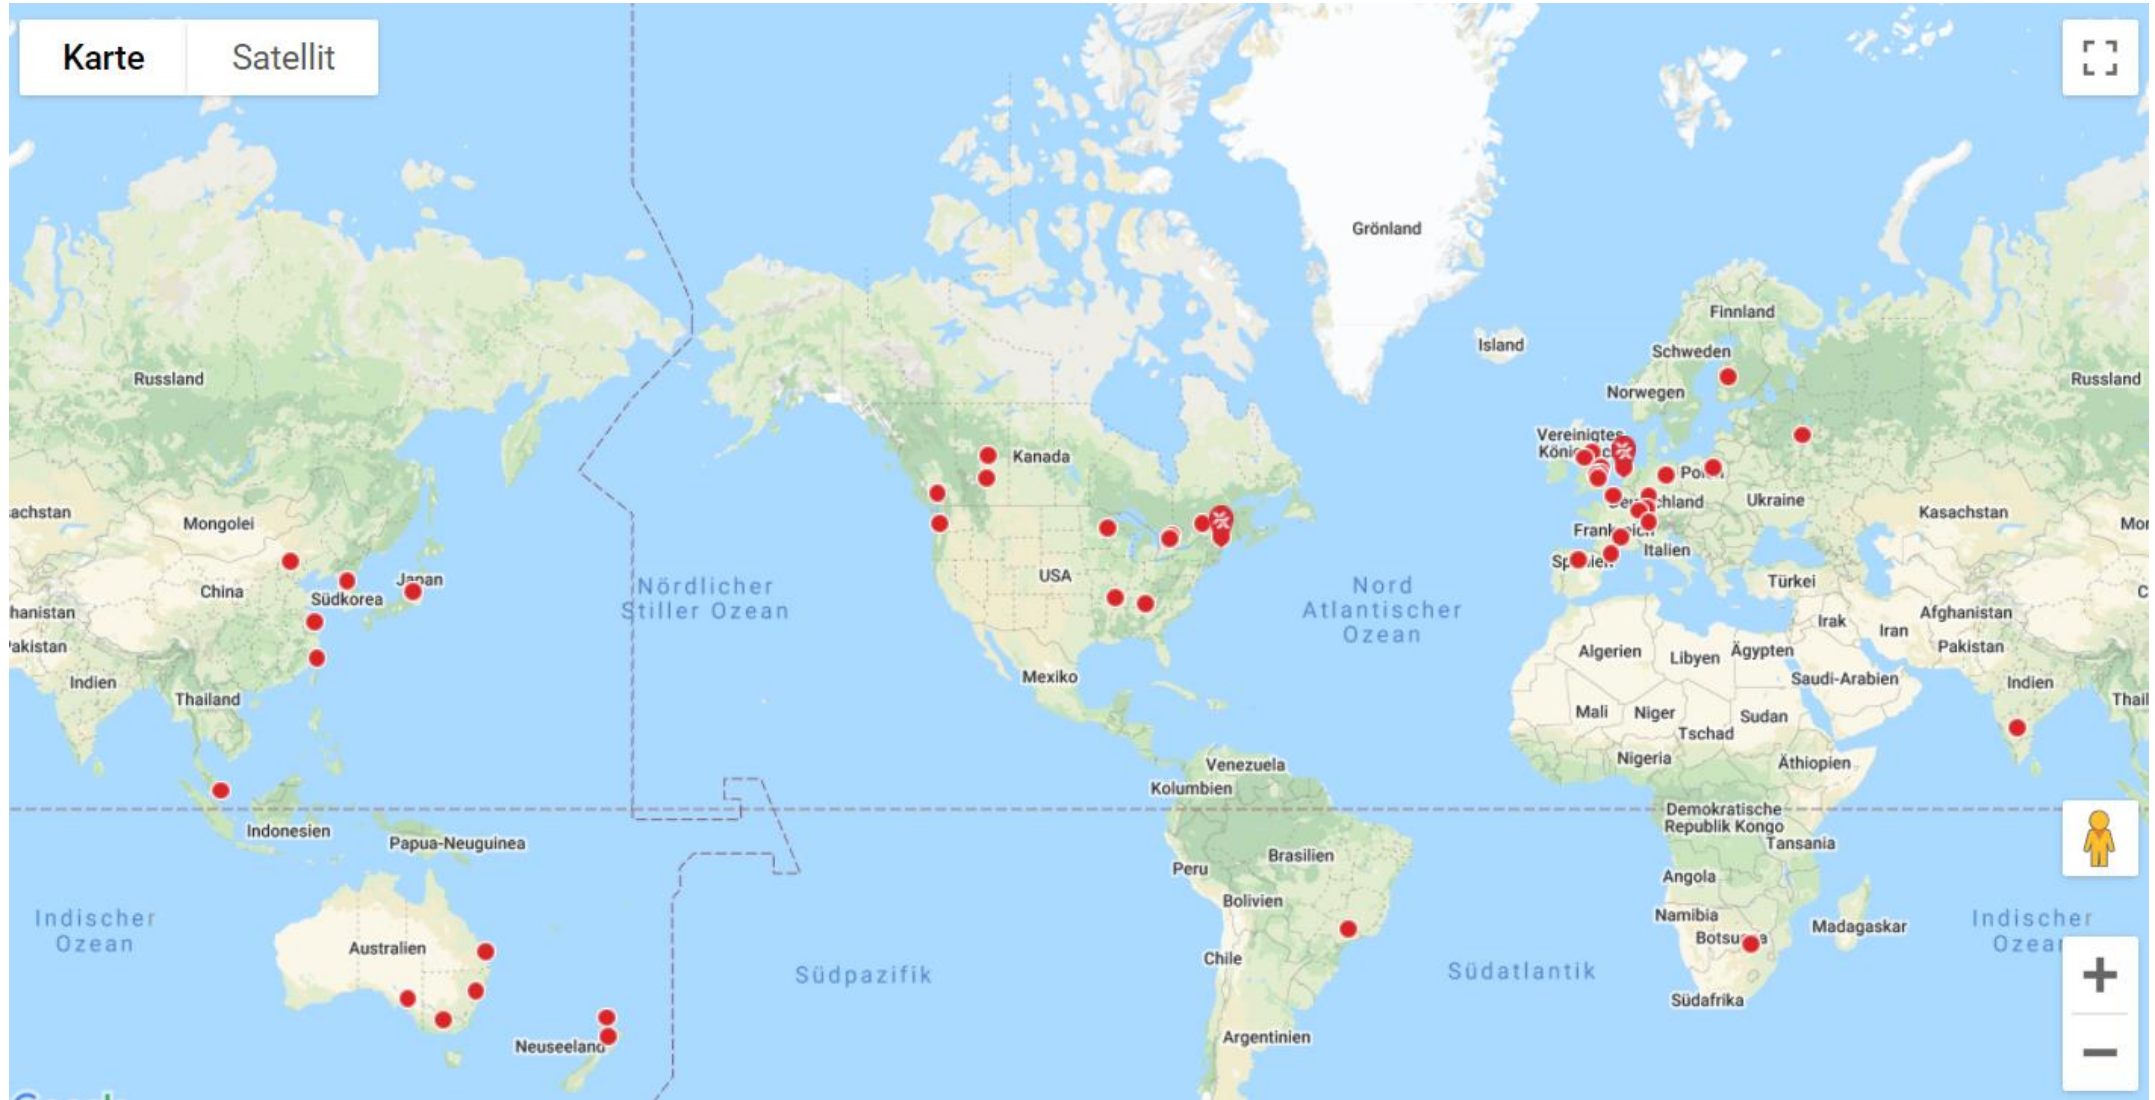 Karte
Satellit
Grönland
Finnland
Island
Schweden
Russland
Russland
Norwegen
Vereinigtes
Kanada
Ukraine
Mongolei
Kasachstan
Italien
USA
Türkei
China
Japan
Südkorea
Nördlicher
Stiller Ozean
Nord
Atlantischer
Ozean
Afghanistan
Irak
Iran
Pakistan
Algerien
Libyen
Ägypten
Indien
Mexiko
Saudi-Arabien
Indien
Thailand
Mali
Niger
Sudan
Tschad
Nigeria
Äthiopien
Venezuela
Kolumbien
Demokratische
Republik Kongo
Indonesien
Papua-Neuguinea
Tansania
Brasilien
Peru
Angola
Bolivien
Namibia
Indischer
Ozean
Madagaskar
Indischer
Australien
Chile
Südpazifik
Südatlantik
Südafrika
Argentinien
Neuseeland